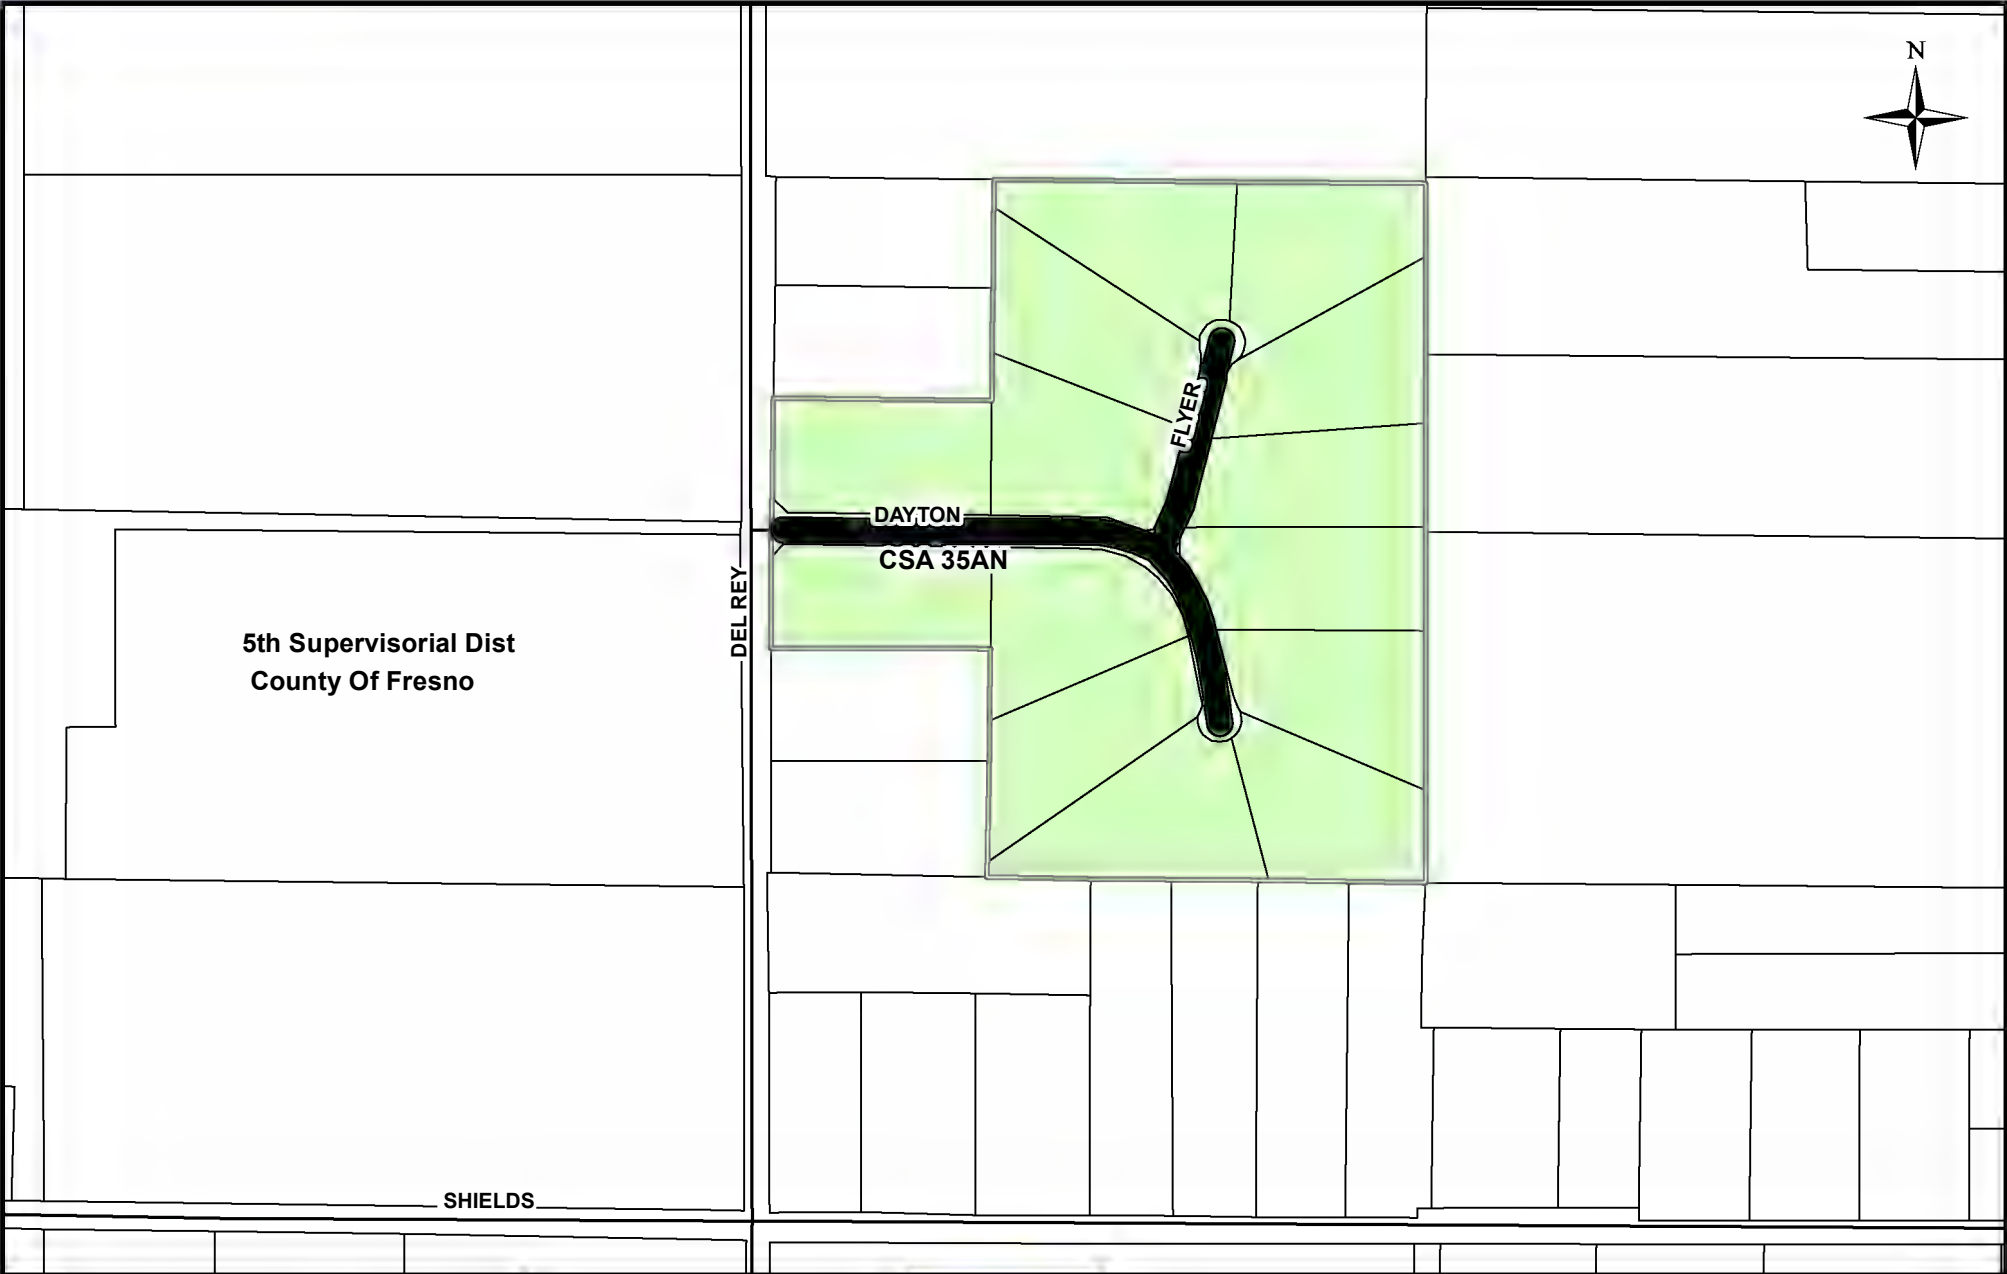 N
FLYER
DAYTON
CSA 35AN
DEL REY
5th Supervisorial Dist
County Of Fresno
SHIELDS